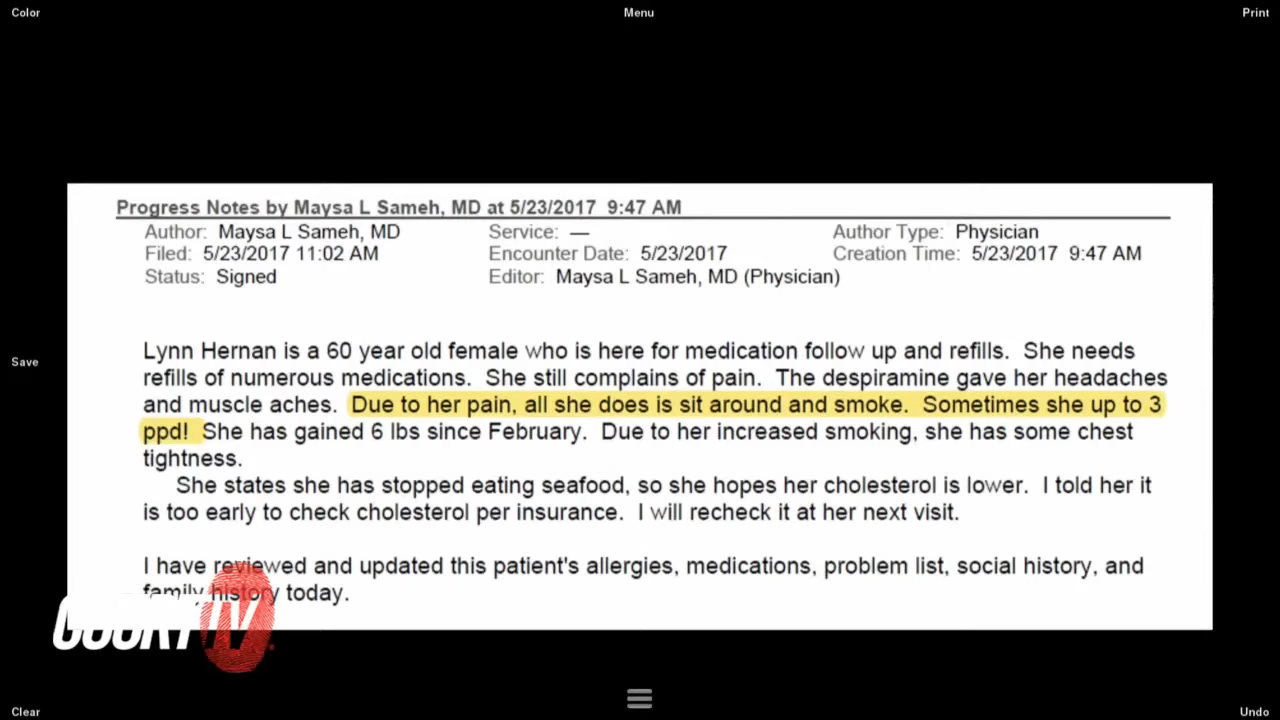 Color Menu Print
Progress Notes by Maysa L Sameh, MD at 5/23/2017 9:47 AM
Author: Maysa L Sameh, MD Service: — Author Type: Physician
Filed: 5/23/2017 11:02 AM Encounter Date: 5/23/2017 Creation Time: 5/23/2017 9:47 AM
Status: Signed Editor: Maysa L Sameh, MD (Physician)
Lynn Hernan is a 60 year old female who is here for medication follow up and refills. She needs
Save
refills of numerous medications. She still complains of pain. The despiramine gave her headaches
and muscle aches. Due to her pain, all she does is sit around and smoke. Sometimes she up to 3
ppd! She has gained 6 lbs since February. Due to her increased smoking, she has some chest
tightness.
She states she has stopped eating seafood, so she hopes her cholesterol is lower. I told her it
is too early to check cholesterol per insurance. I will recheck it at her next visit.
I have reviewed and updated this patient's allergies, medications, problem list, social history, and
family history today.
COURT TV
Clear Undo